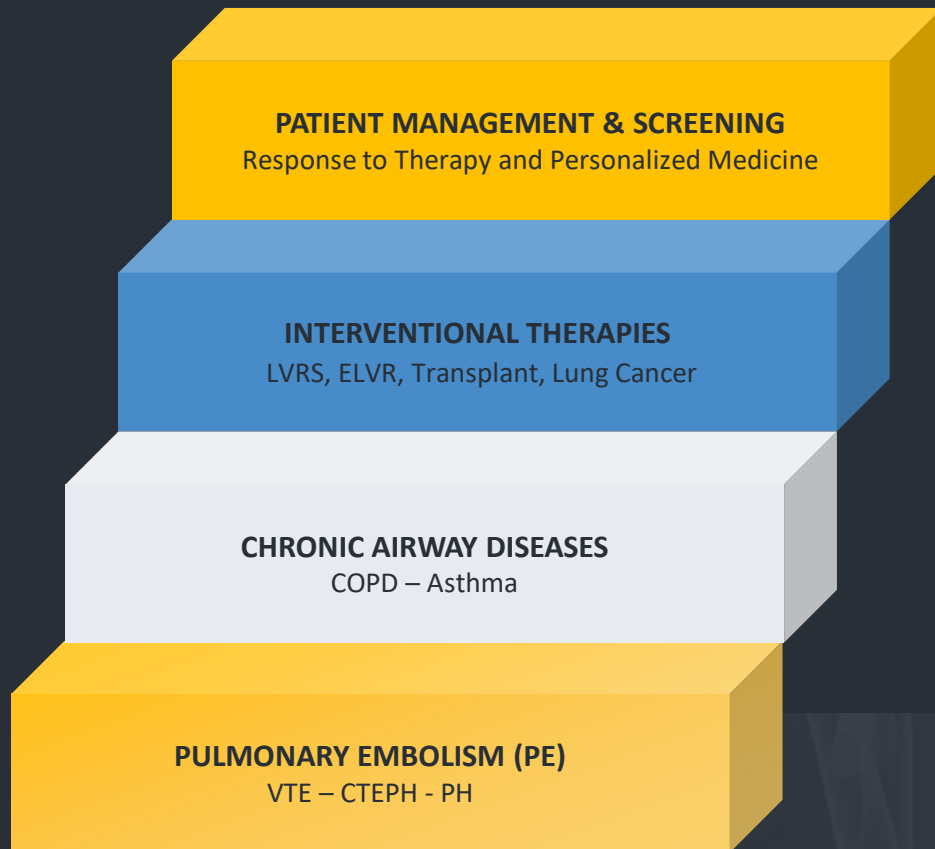 PATIENT MANAGEMENT & SCREENING
Response to Therapy and Personalized Medicine
INTERVENTIONAL THERAPIES
LVRS, ELVR, Transplant, Lung Cancer
CHRONIC AIRWAY DISEASES
COPD – Asthma
PULMONARY EMBOLISM (PE)
VTE – CTEPH - PH